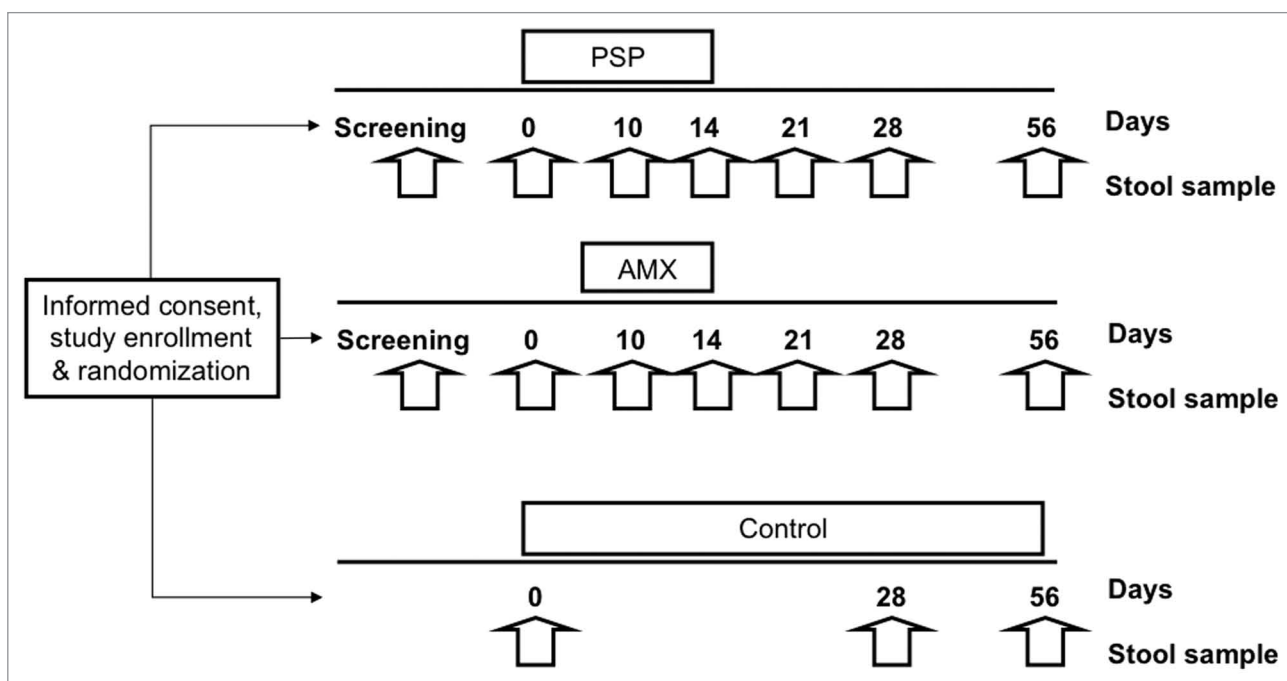 PSP
Screening 0 10 14 21 28 56 Days
Stool sample
AMX
Informed consent,
study enrollment
& randomization
Screening 0 10 14 21 28 56 Days
Stool sample
Control
0 28 56 Days
Stool sample